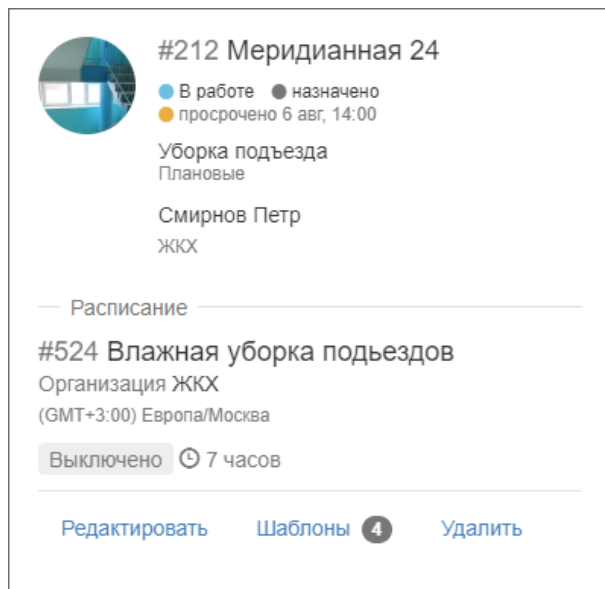 #212 Меридианная 24
В работе назначено
просрочено 6 авг, 14:00
Уборка подъезда
Плановые
Смирнов Петр
ЖКХ
Расписание
#524 Влажная уборка подьездов
Организация ЖКХ
(GMT+3:00) Европа/Москва
Выключено 7 часов
Редактировать Шаблоны 4 Удалить